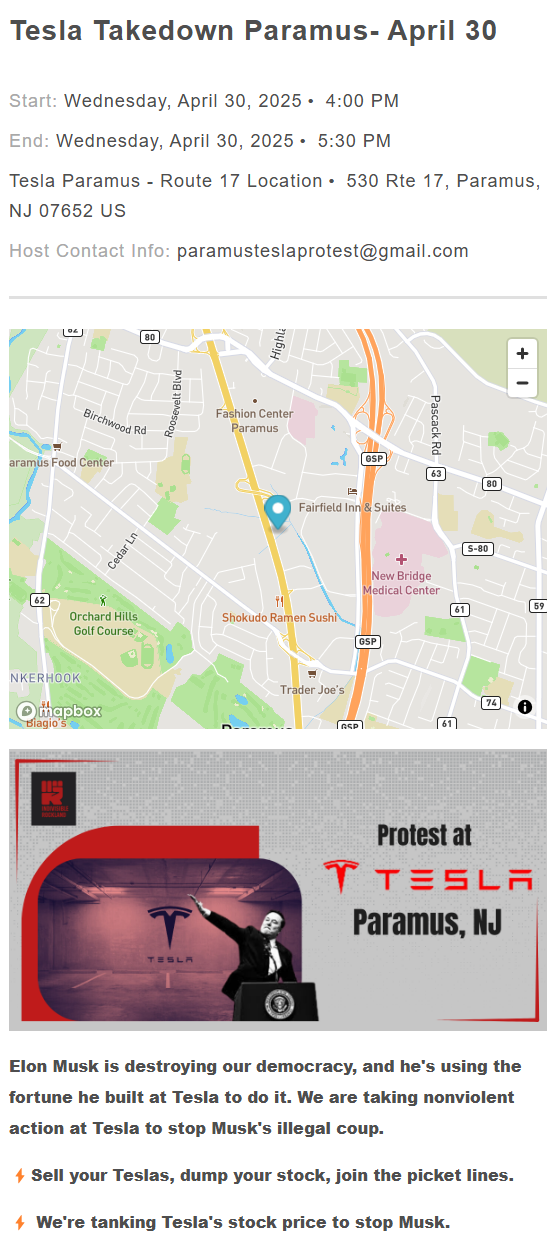 Tesla Takedown Paramus- April 30
Start: Wednesday, April 30, 2025 • 4:00 PM
End: Wednesday, April 30, 2025 • 5:30 PM
Tesla Paramus - Route 17 Location • 530 Rte 17, Paramus,
NJ 07652 US
Host Contact Info: paramusteslaprotest@gmail.com
62
80
Highla
+
−
Roosevelt Blvd
Birchwood Rd
Fashion Center
Paramus
Pascack Rd
aramus Food Center
GSP
63
80
Fairfield Inn & Suites
Cedar Ln
S-80
New Bridge
Medical Center
62
Orchard Hills
Golf Course
Shokudo Ramen Sushi
61
59
GSP
NKERHOOK
Trader Joe's
mapbox
Biagio's
Paramus
GSP
61
74
i
Protest at
TESLA
Paramus, NJ
TESLA
Elon Musk is destroying our democracy, and he's using the
fortune he built at Tesla to do it. We are taking nonviolent
action at Tesla to stop Musk's illegal coup.
Sell your Teslas, dump your stock, join the picket lines.
We're tanking Tesla's stock price to stop Musk.